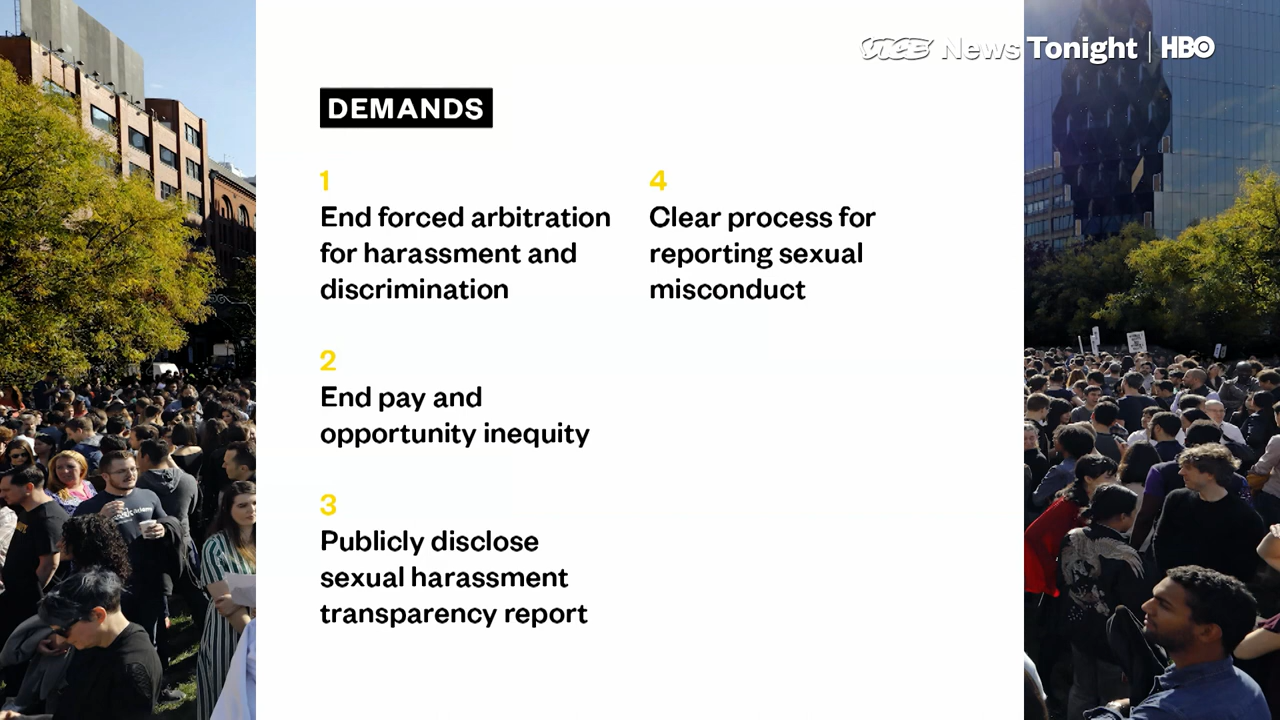 VICE News Tonight | HBO
DEMANDS
1
End forced arbitration
for harassment and
discrimination
2
End pay and
opportunity inequity
3
Publicly disclose
sexual harassment
transparency report
4
Clear process for
reporting sexual
misconduct